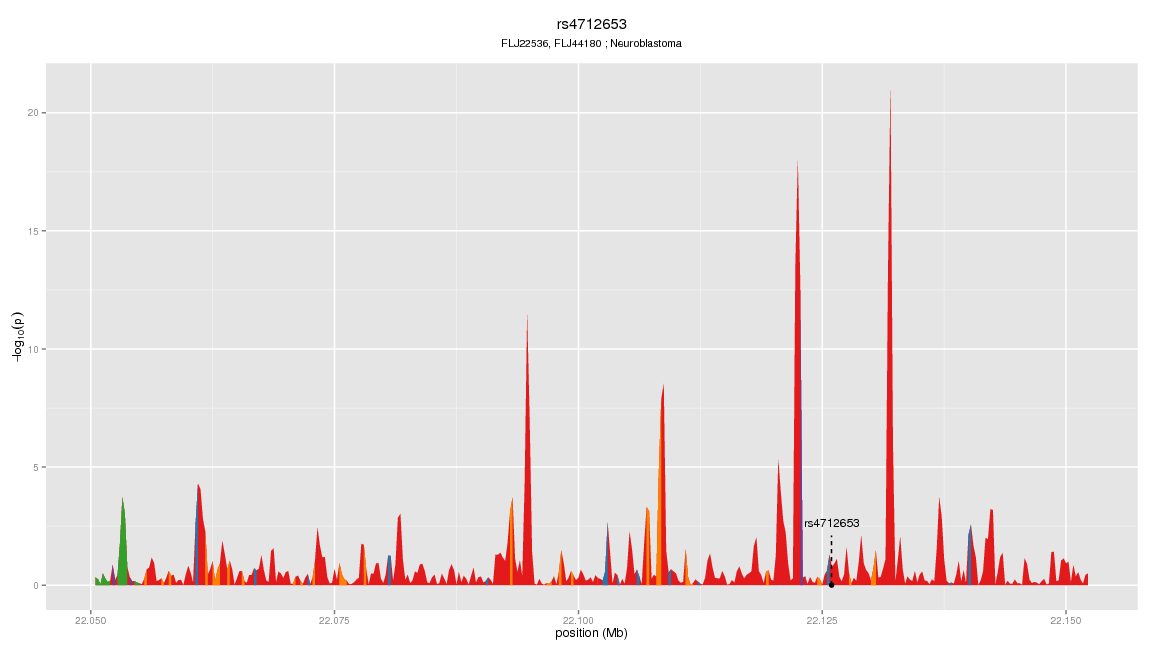 rs4712653
FLJ22536, FLJ44180 ; Neuroblastoma
20
15
10
5
0
−log10(p)
rs4712653
22.050
22.075
22.100
22.125
22.150
position (Mb)